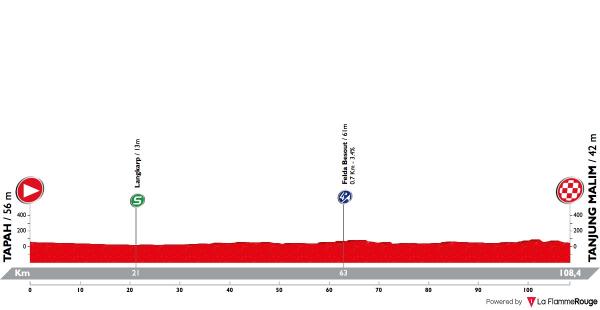 TAPAH / 56 m
400
200
0
Langkarp / 13m
S
Felda Besout / 61m
0.7 Km - 3.4%
4
TANJUNG MALIM / 42 m
400
200
0
Km
21
63
108,4
0
10
20
30
40
50
60
70
80
90
100
Powered by La FlammeRouge